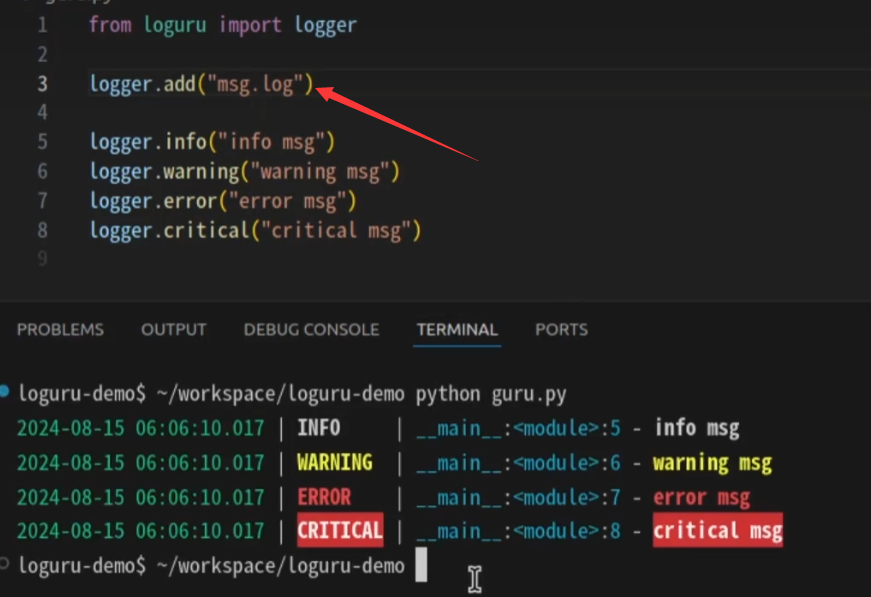 1 from loguru import logger
2
3 logger.add("msg.log")
4
5 logger.info("info msg")
6 logger.warning("warning msg")
7 logger.error("error msg")
8 logger.critical("critical msg")
9
PROBLEMS OUTPUT DEBUG CONSOLE TERMINAL PORTS
loguru-demo$ ~/workspace/loguru-demo python guru.py
2024-08-15 06:06:10.017 | INFO | __main__:<module>:5 - info msg
2024-08-15 06:06:10.017 | WARNING | __main__:<module>:6 - warning msg
2024-08-15 06:06:10.017 | ERROR | __main__:<module>:7 - error msg
2024-08-15 06:06:10.017 | CRITICAL | __main__:<module>:8 - critical msg
loguru-demo$ ~/workspace/loguru-demo